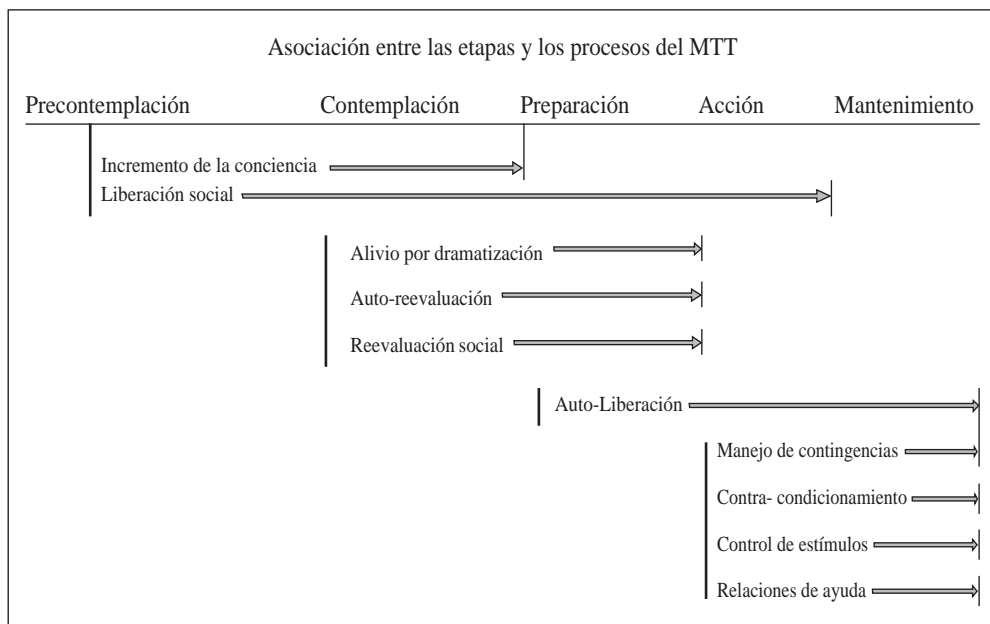 Asociación entre las etapas y los procesos del MTT
Precontemplación Contemplación Preparación Acción Mantenimiento
Incremento de la conciencia
Liberación social
Alivio por dramatización
Auto-reevaluación
Reevaluación social
Auto-Liberación
Manejo de contingencias
Contra- condicionamiento
Control de estímulos
Relaciones de ayuda